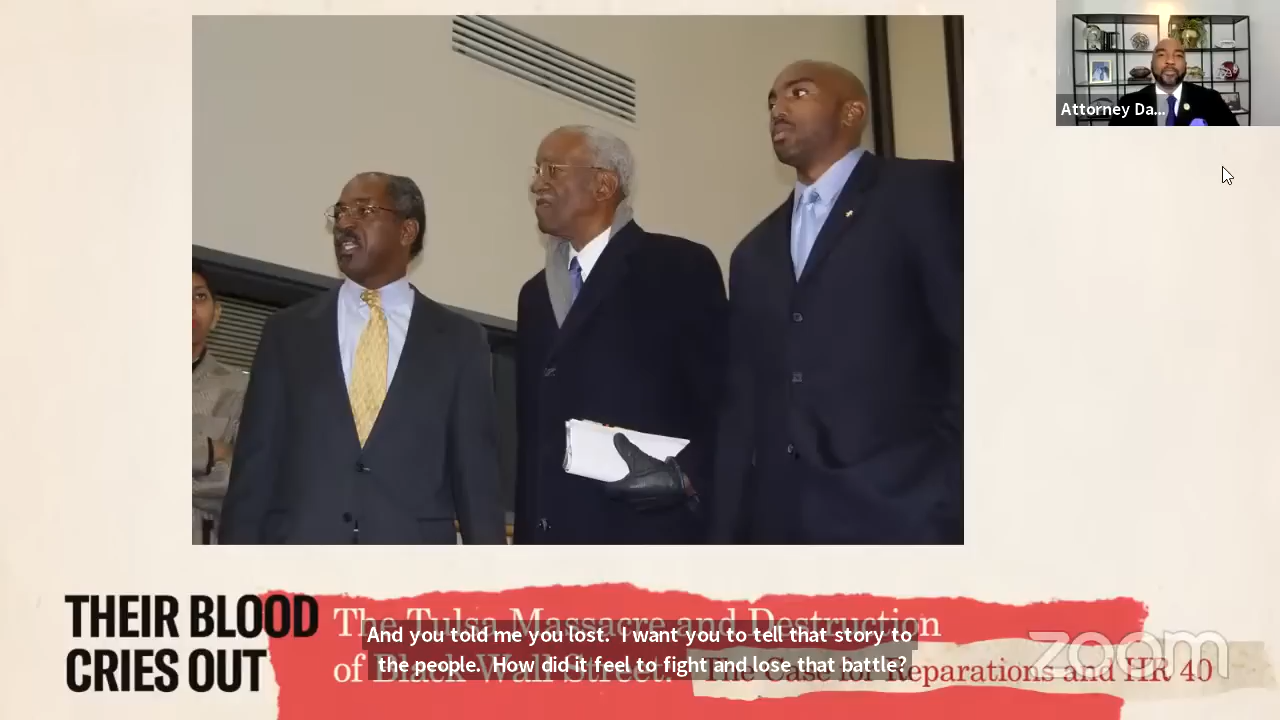 Attorney Da...
THEIR BLOOD
CRIES OUT
The Tulsa Massacre and Destruction
of Black Wall Street: The Case for Reparations and HR 40
And you told me you lost. I want you to tell that story to
the people. How did it feel to fight and lose that battle?
zoom